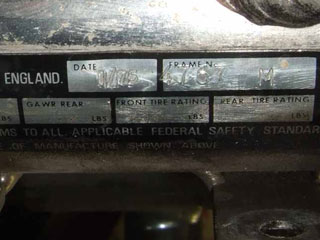 DATE FRAME N
ENGLAND.
GAWR REAR FRONT TIRE RATING REAR TIRE RATING
LBS LBS LBS
MS TO ALL APPLICABLE FEDERAL SAFETY STANDAR
E OF MANUFACTURE SHOWN ABOVE